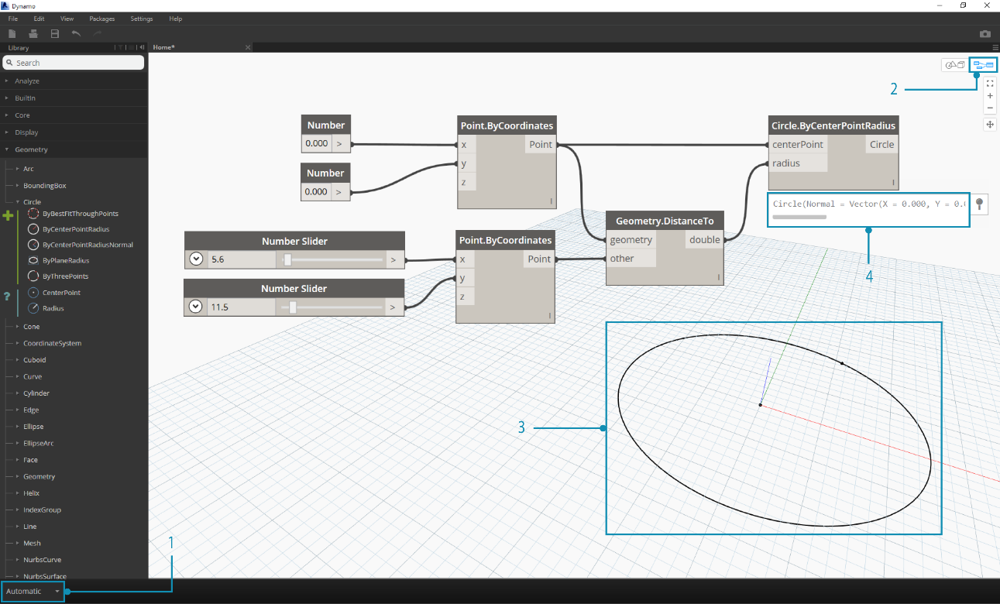 Dynamo
File Edit View Packages Settings Help
Library
Home*
Search
Analyze
BuiltIn
Core
Display
Geometry
Arc
BoundingBox
Circle
ByBestFitThroughPoints
ByCenterPointRadius
ByCenterPointRadiusNormal
ByPlaneRadius
ByThreePoints
?
CenterPoint
Radius
Cone
CoordinateSystem
Cuboid
Curve
Cylinder
Edge
Ellipse
EllipseArc
Face
Geometry
Helix
IndexGroup
Line
Mesh
NurbsCurve
NurbsSurface
Automatic
1
2
Number
0.000 >
Number
0.000 >
Point.ByCoordinates
x Point
y
z
Circle.ByCenterPointRadius
centerPoint Circle
radius
Circle(Normal = Vector(X = 0.000, Y = 0.0
4
Number Slider
5.6 >
Number Slider
11.5 >
Point.ByCoordinates
x Point
y
z
Geometry.DistanceTo
geometry double
other
3